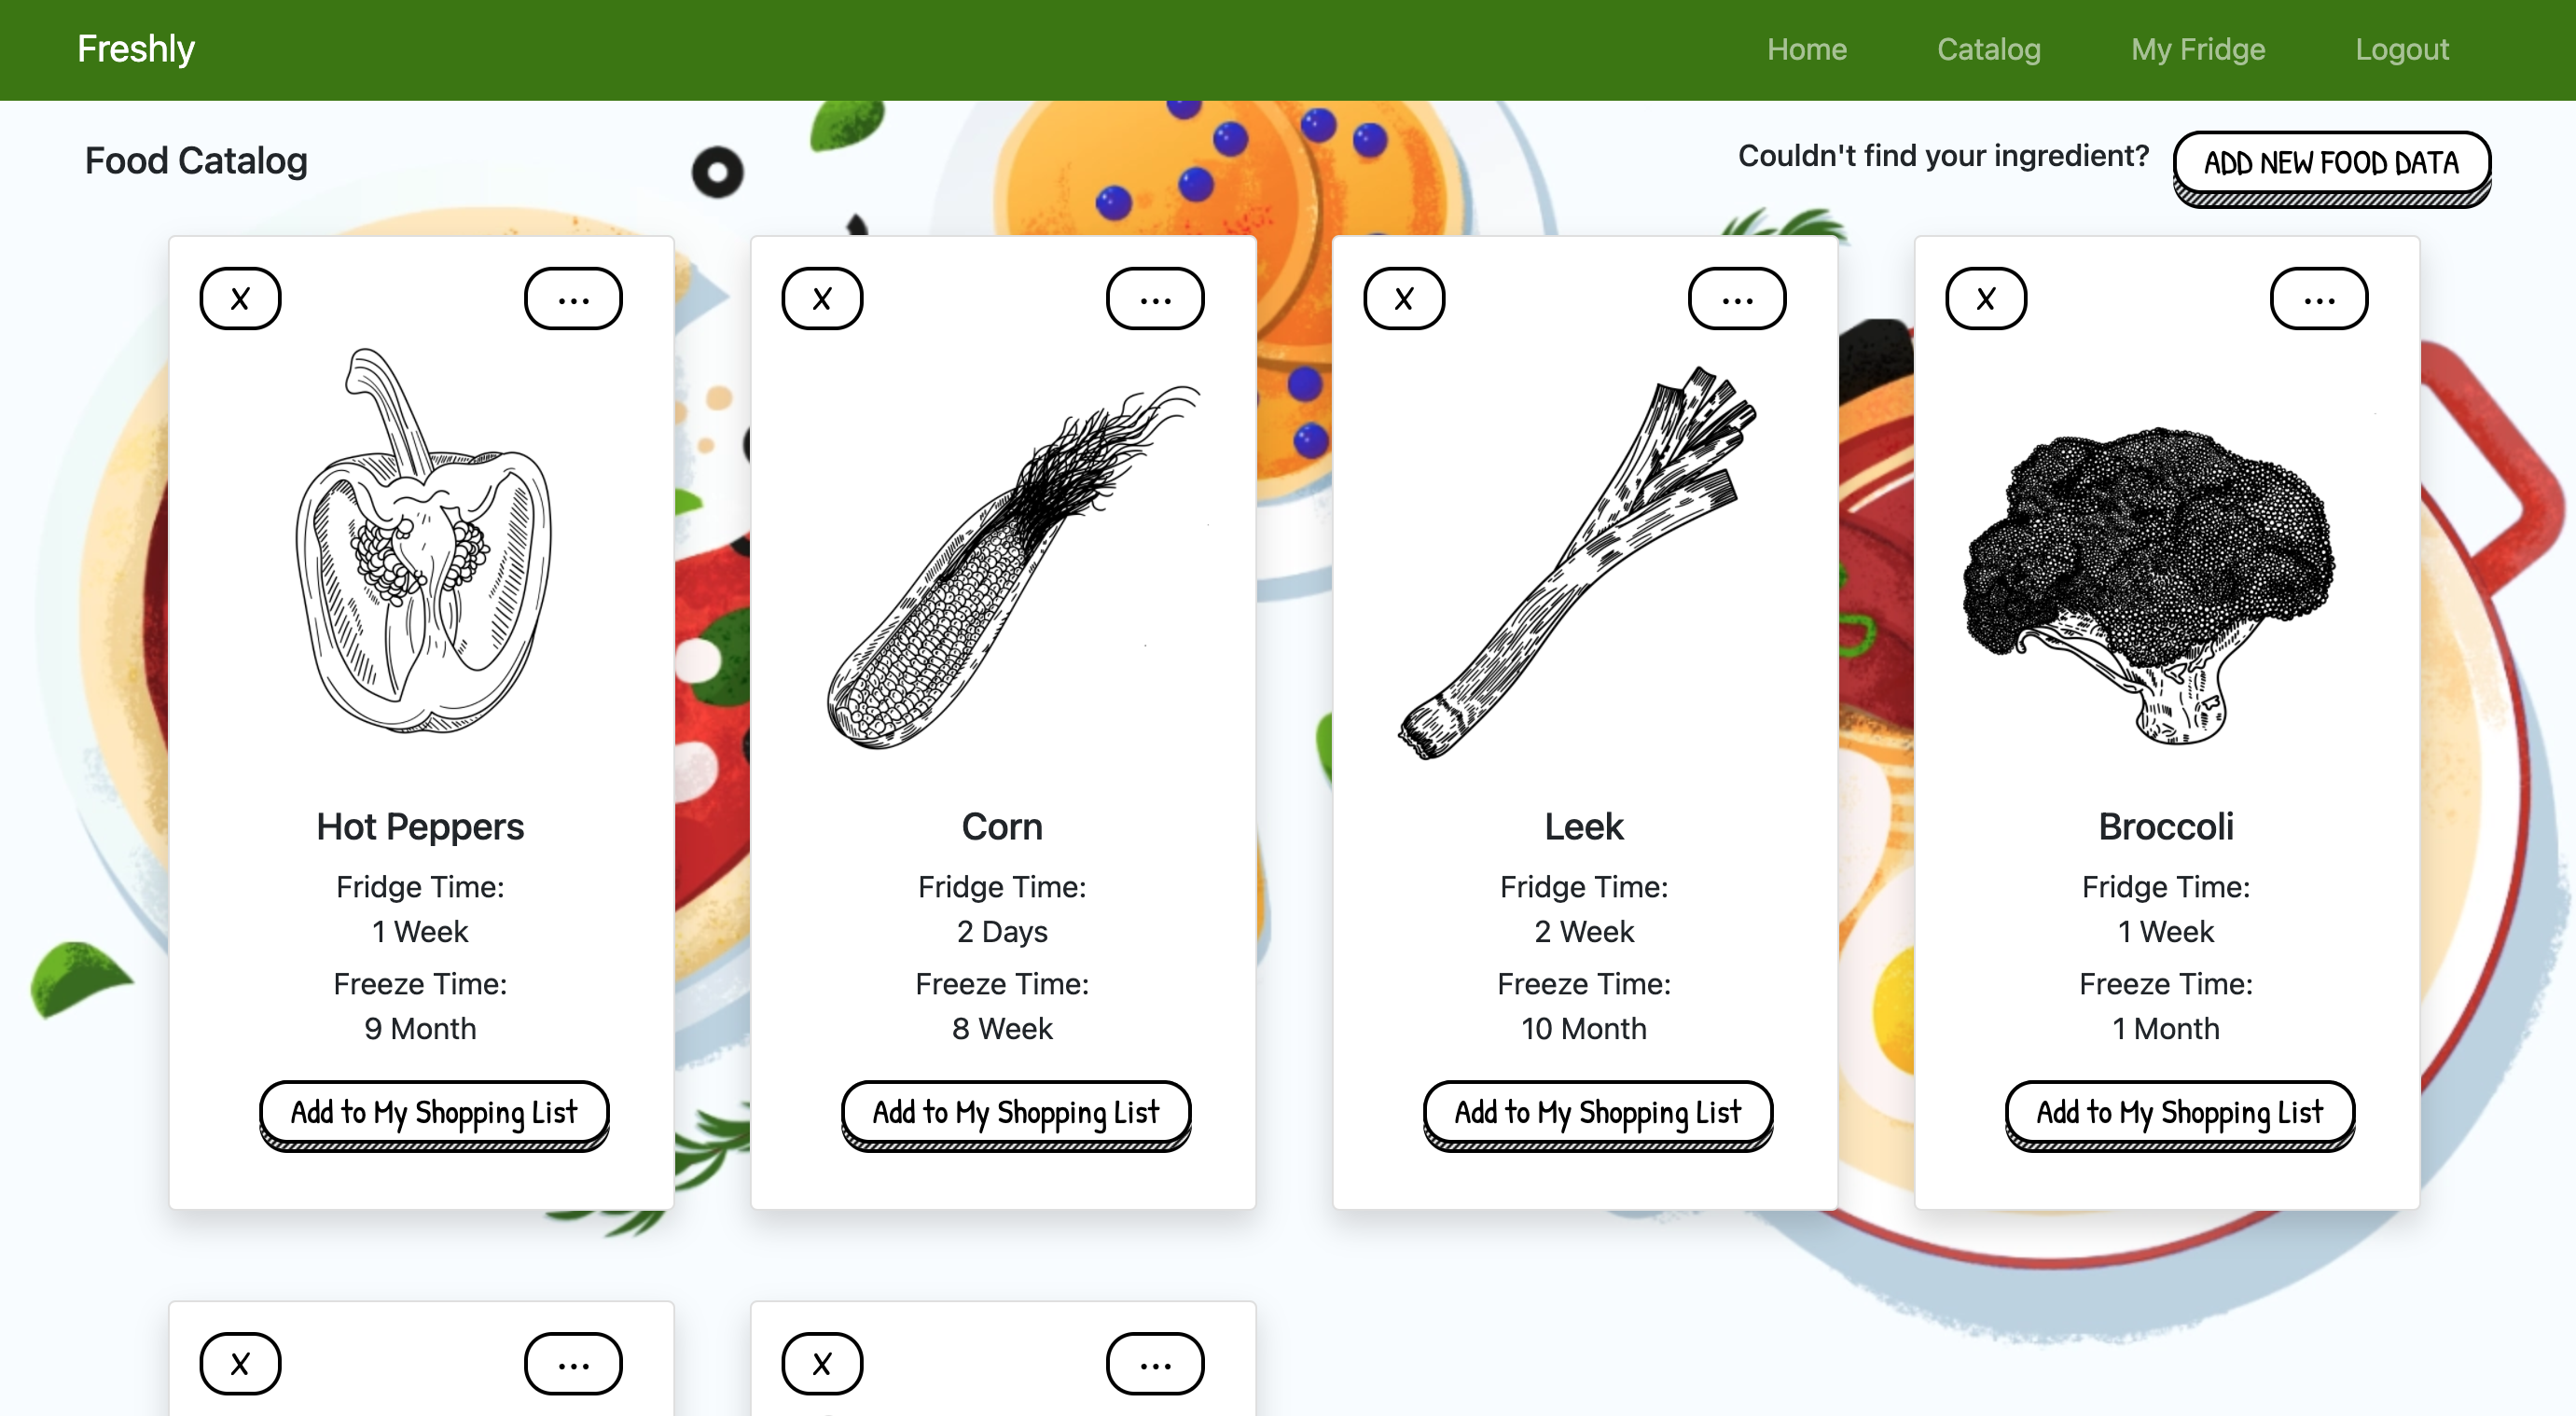 Freshly
Home
Catalog
My Fridge
Logout
Food Catalog
Couldn't find your ingredient?
ADD NEW FOOD DATA
X
...
Hot Peppers
Fridge Time:
1 Week
Freeze Time:
9 Month
Add to My Shopping List
X
...
Corn
Fridge Time:
2 Days
Freeze Time:
8 Week
Add to My Shopping List
X
...
Leek
Fridge Time:
2 Week
Freeze Time:
10 Month
Add to My Shopping List
X
...
Broccoli
Fridge Time:
1 Week
Freeze Time:
1 Month
Add to My Shopping List
X
...
X
...